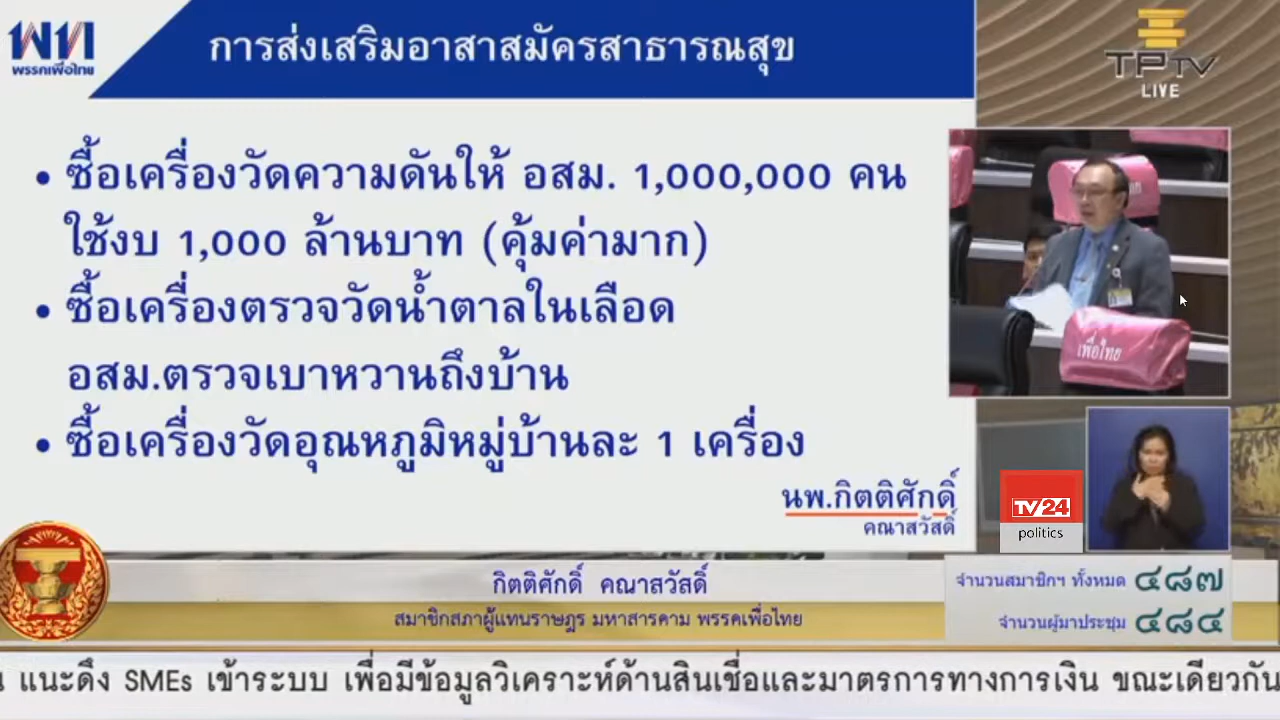 พท
พรรคเพื่อไทย
การส่งเสริมอาสาสมัครสาธารณสุข
TPTV
LIVE
• ซื้อเครื่องวัดความดันให้ อสม. 1,000,000 คน
ใช้งบ 1,000 ล้านบาท (คุ้มค่ามาก)
• ซื้อเครื่องตรวจวัดน้ำตาลในเลือด
อสม.ตรวจเบาหวานถึงบ้าน
• ซื้อเครื่องวัดอุณหภูมิหมู่บ้านละ 1 เครื่อง
นพ.กิตติศักดิ์
คณาสวัสดิ์
เพื่อไทย
TV24
politics
กิตติศักดิ์ คณาสวัสดิ์
สมาชิกสภาผู้แทนราษฎร มหาสารคาม พรรคเพื่อไทย
จำนวนสมาชิกฯ ทั้งหมด ๔๘๗
จำนวนผู้มาประชุม ๔๘๔
แนะดึง SMEs เข้าระบบ เพื่อมีข้อมูลวิเคราะห์ด้านสินเชื่อและมาตรการทางการเงิน ขณะเดียวกัน